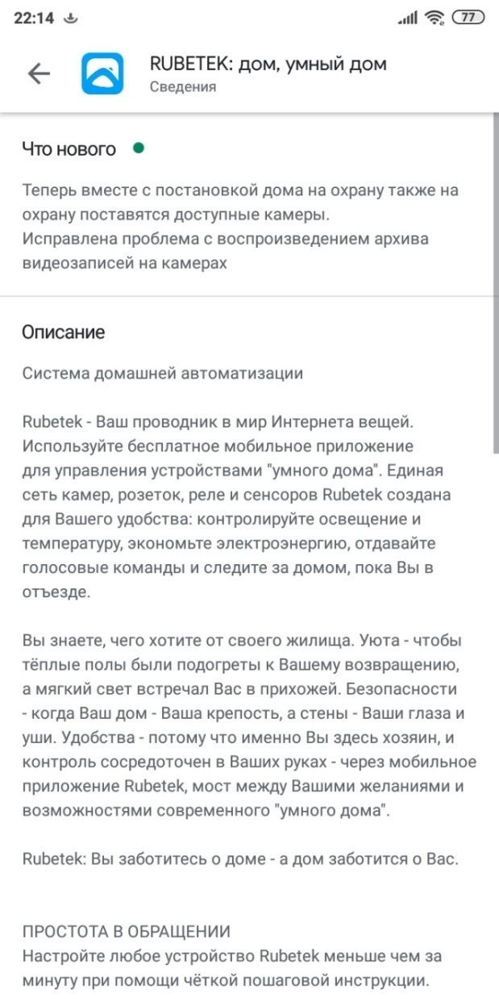 22:14
77
RUBETEK: дом, умный дом
Сведения
Что нового
Теперь вместе с постановкой дома на охрану также на
охрану поставятся доступные камеры.
Исправлена проблема с воспроизведением архива
видеозаписей на камерах
Описание
Система домашней автоматизации
Rubetek - Ваш проводник в мир Интернета вещей.
Используйте бесплатное мобильное приложение
для управления устройствами "умного дома". Единая
сеть камер, розеток, реле и сенсоров Rubetek создана
для Вашего удобства: контролируйте освещение и
температуру, экономьте электроэнергию, отдавайте
голосовые команды и следите за домом, пока Вы в
отъезде.
Вы знаете, чего хотите от своего жилища. Уюта - чтобы
тёплые полы были подогреты к Вашему возвращению,
а мягкий свет встречал Вас в прихожей. Безопасности
- когда Ваш дом - Ваша крепость, а стены - Ваши глаза и
уши. Удобства - потому что именно Вы здесь хозяин, и
контроль сосредоточен в Ваших руках - через мобильное
приложение Rubetek, мост между Вашими желаниями и
возможностями современного "умного дома".
Rubetek: Вы заботитесь о доме - а дом заботится о Вас.
ПРОСТОТА В ОБРАЩЕНИИ
Настройте любое устройство Rubetek меньше чем за
минуту при помощи чёткой пошаговой инструкции.